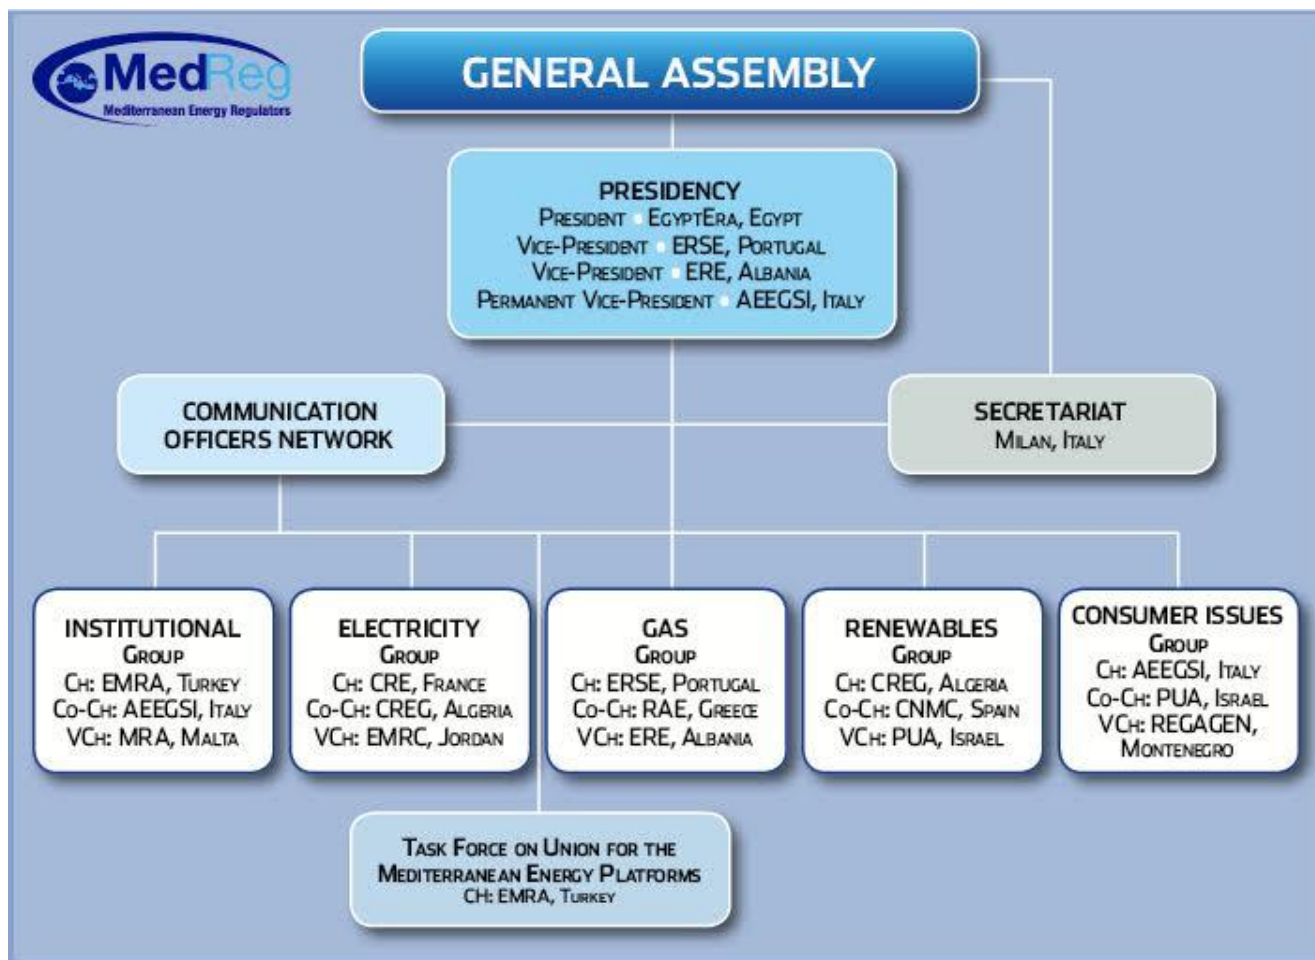 MedReg
Mediterranean Energy Regulators
GENERAL ASSEMBLY
PRESIDENCY
PRESIDENT • EGYPTERA, EGYPT
VICE-PRESIDENT • ERSE, PORTUGAL
VICE-PRESIDENT • ERE, ALBANIA
PERMANENT VICE-PRESIDENT • AEEGSI, ITALY
COMMUNICATION
OFFICERS NETWORK
SECRETARIAT
MILAN, ITALY
INSTITUTIONAL
GROUP
CH: EMRA, TURKEY
CO-CH: AEEGSI, ITALY
VCH: MRA, MALTA
ELECTRICITY
GROUP
CH: CRE, FRANCE
CO-CH: CREG, ALGERIA
VCH: EMRC, JORDAN
GAS
GROUP
CH: ERSE, PORTUGAL
CO-CH: RAE, GREECE
VCH: ERE, ALBANIA
RENEWABLES
GROUP
CH: CREG, ALGERIA
CO-CH: CNMC, SPAIN
VCH: PUA, ISRAEL
CONSUMER ISSUES
GROUP
CH: AEEGSI, ITALY
CO-CH: PUA, ISRAEL
VCH: REGAGEN,
MONTENEGRO
TASK FORCE ON UNION FOR THE
MEDITERRANEAN ENERGY PLATFORMS
CH: EMRA, TURKEY